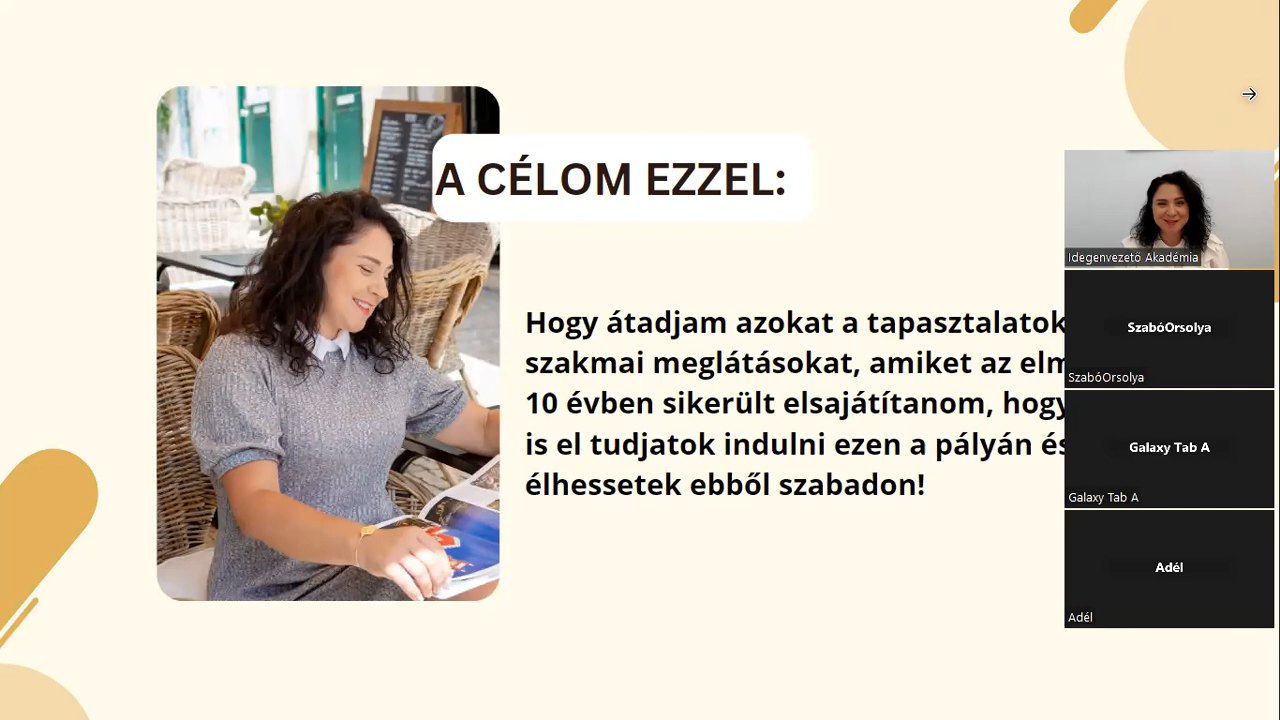 A CÉLOM EZZEL:
Hogy átadjam azokat a tapasztalatok
szakmai meglátásokat, amiket az elm
10 évben sikerült elsajátítanom, hogy
is el tudjatok indulni ezen a pályán és
élhessetek ebből szabadon!
Idegenvezető Akadémia
SzabóOrsolya
SzabóOrsolya
Galaxy Tab A
Galaxy Tab A
Adél
Adél